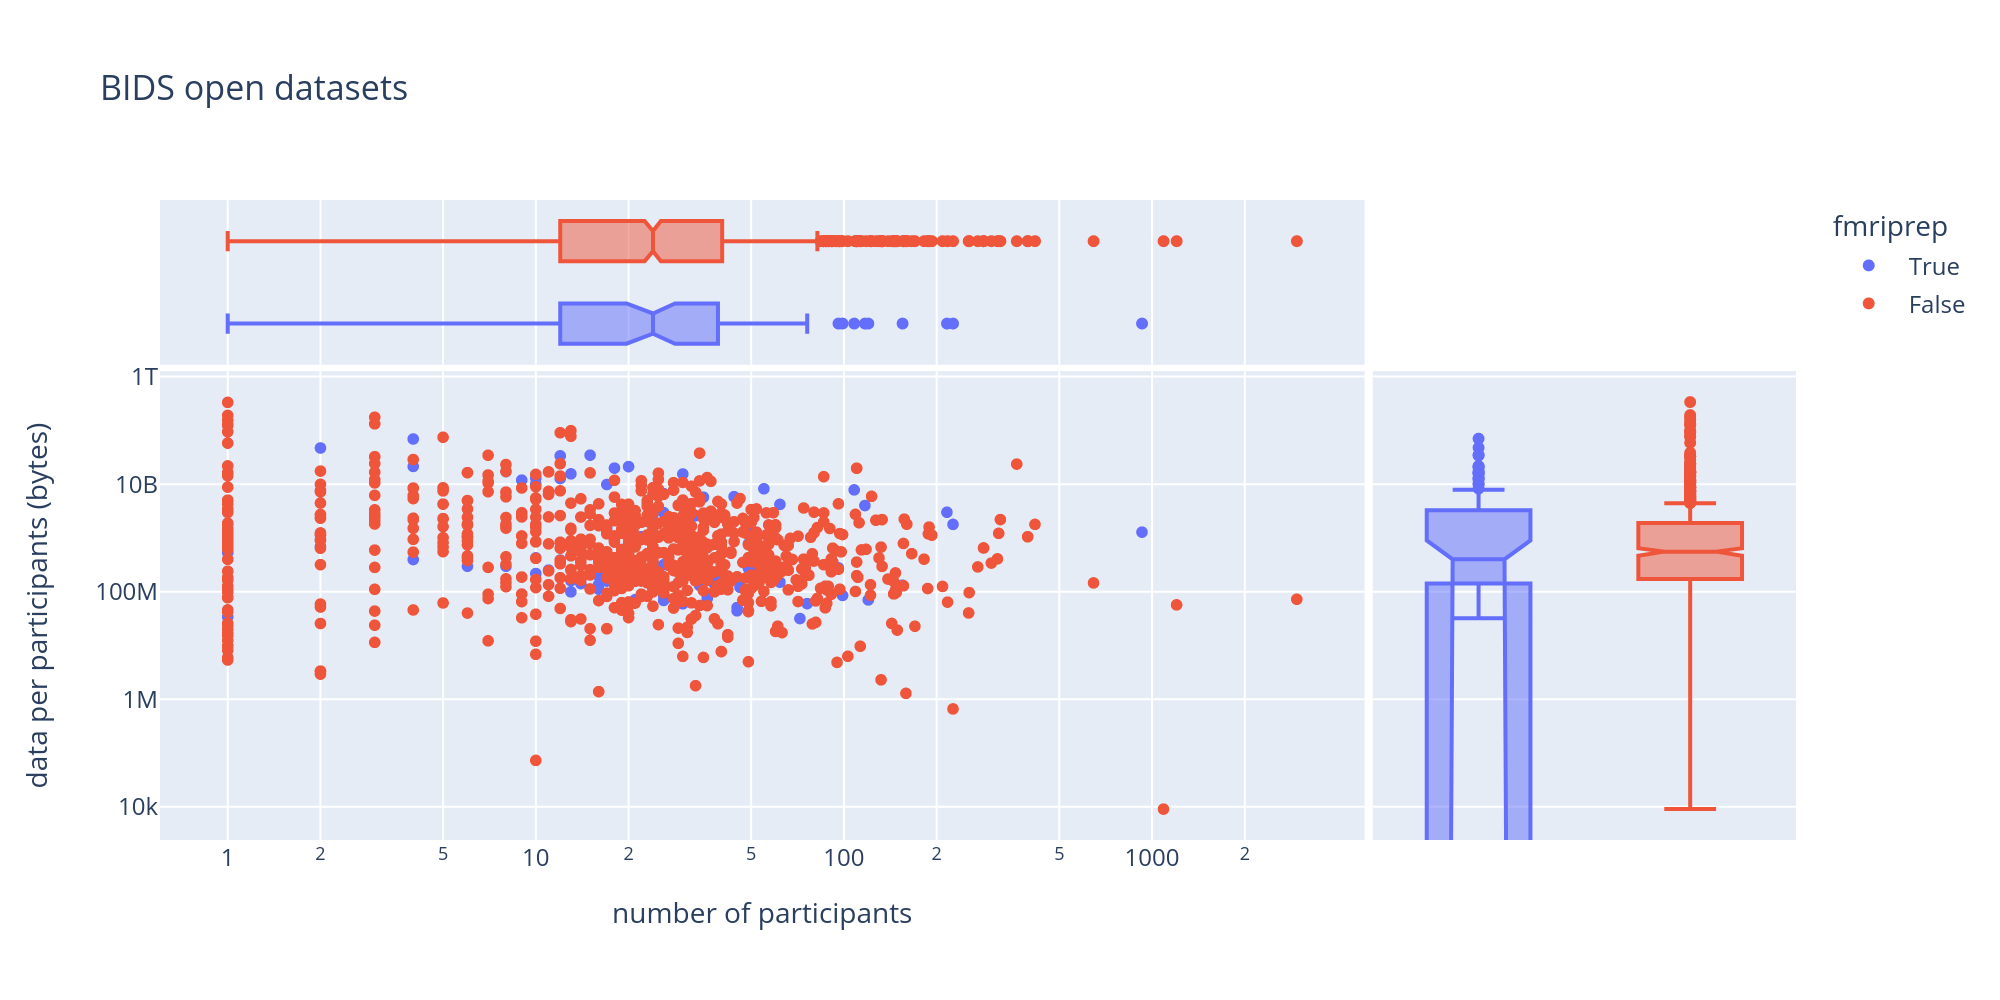 BIDS open datasets
fmriprep
True
False
1T
10B
100M
1M
10k
data per participants (bytes)
1 2 5 10 2 5 100 2 5 1000 2
number of participants